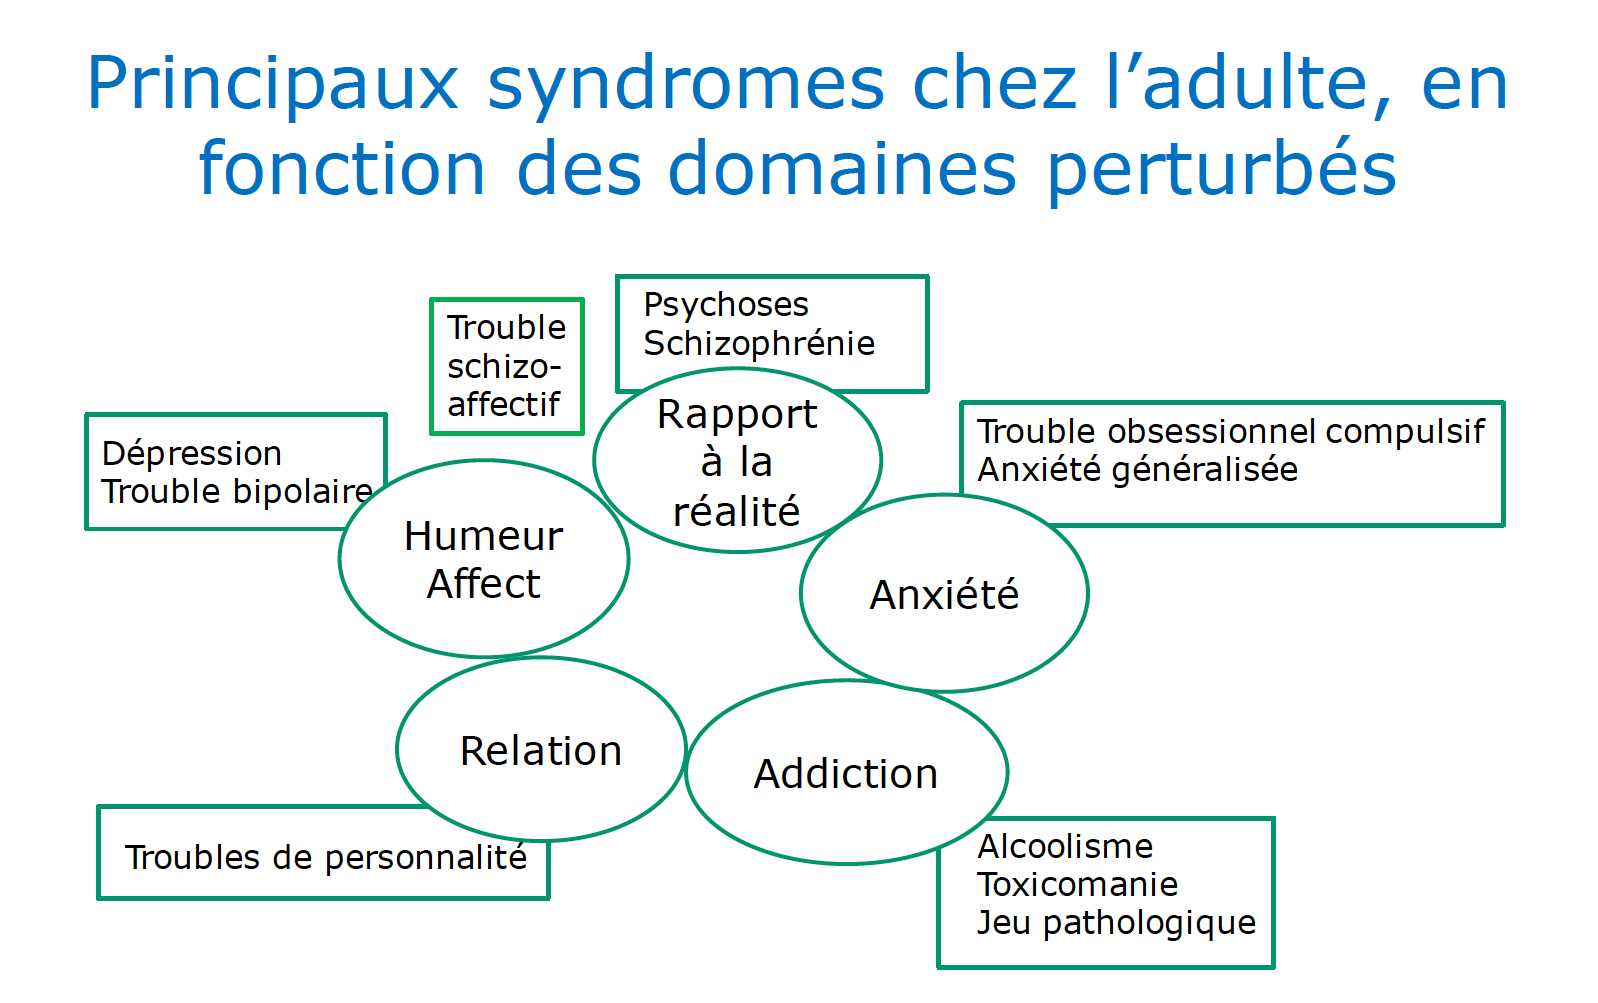 Principaux syndromes chez l’adulte, en
fonction des domaines perturbés
Trouble
schizo-
affectif
Psychoses
Schizophrénie
Rapport
à la
réalité
Dépression
Trouble bipolaire
Humeur
Affect
Trouble obsessionnel compulsif
Anxiété généralisée
Anxiété
Relation
Addiction
Troubles de personnalité
Alcoolisme
Toxicomanie
Jeu pathologique